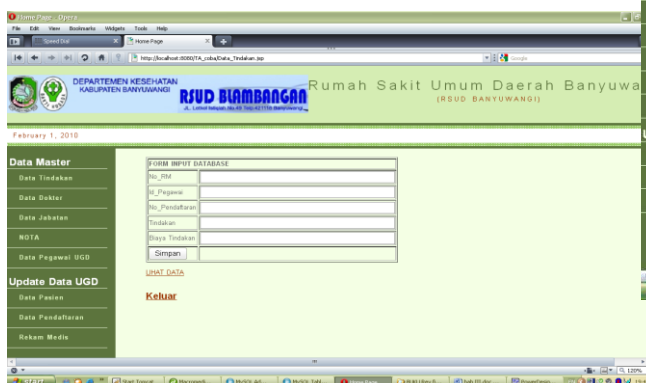 Home Page - Opera
File Edit View Bookmarks Widgets Tools Help
Speed Dial
Home Page
http://localhost:8080/TA_coba/Data_Tindakan.jsp
Google
DEPARTEMEN KESEHATAN
KABUPATEN BANYUWANGI
RSUD BLAMBANGAN
Rumah Sakit Umum Daerah Banyuwa
(RSUD BANYUWANGI)
February 1, 2010
Data Master
Data Tindakan
Data Dokter
Data Jabatan
NOTA
Data Pegawai UGD
Update Data UGD
Data Pasien
Data Pendaftaran
Rekam Medis
FORM INPUT DATABASE
No_RM
Id_Pegawai
No_Pendaftaran
Tindakan
Biaya Tindakan
Simpan
LIHAT DATA
Keluar
120%